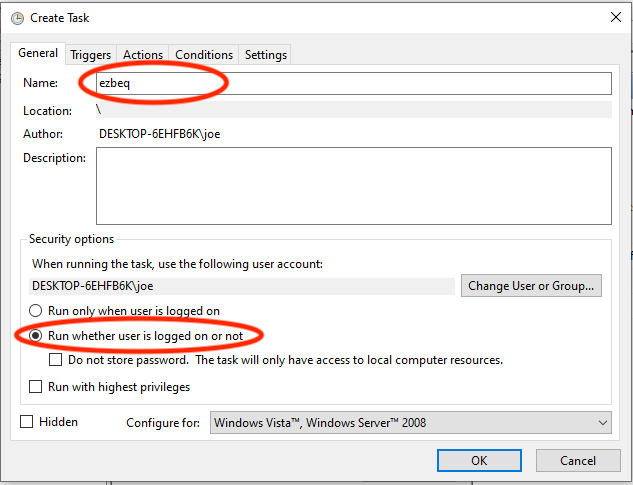 Create Task
General Triggers Actions Conditions Settings
Name: ezbeq
Location: \
Author: DESKTOP-6EHFB6K\joe
Description:
Security options
When running the task, use the following user account:
DESKTOP-6EHFB6K\joe Change User or Group...
Run only when user is logged on
Run whether user is logged on or not
Do not store password. The task will only have access to local computer resources.
Run with highest privileges
Hidden Configure for: Windows Vista™, Windows Server™ 2008
OK Cancel